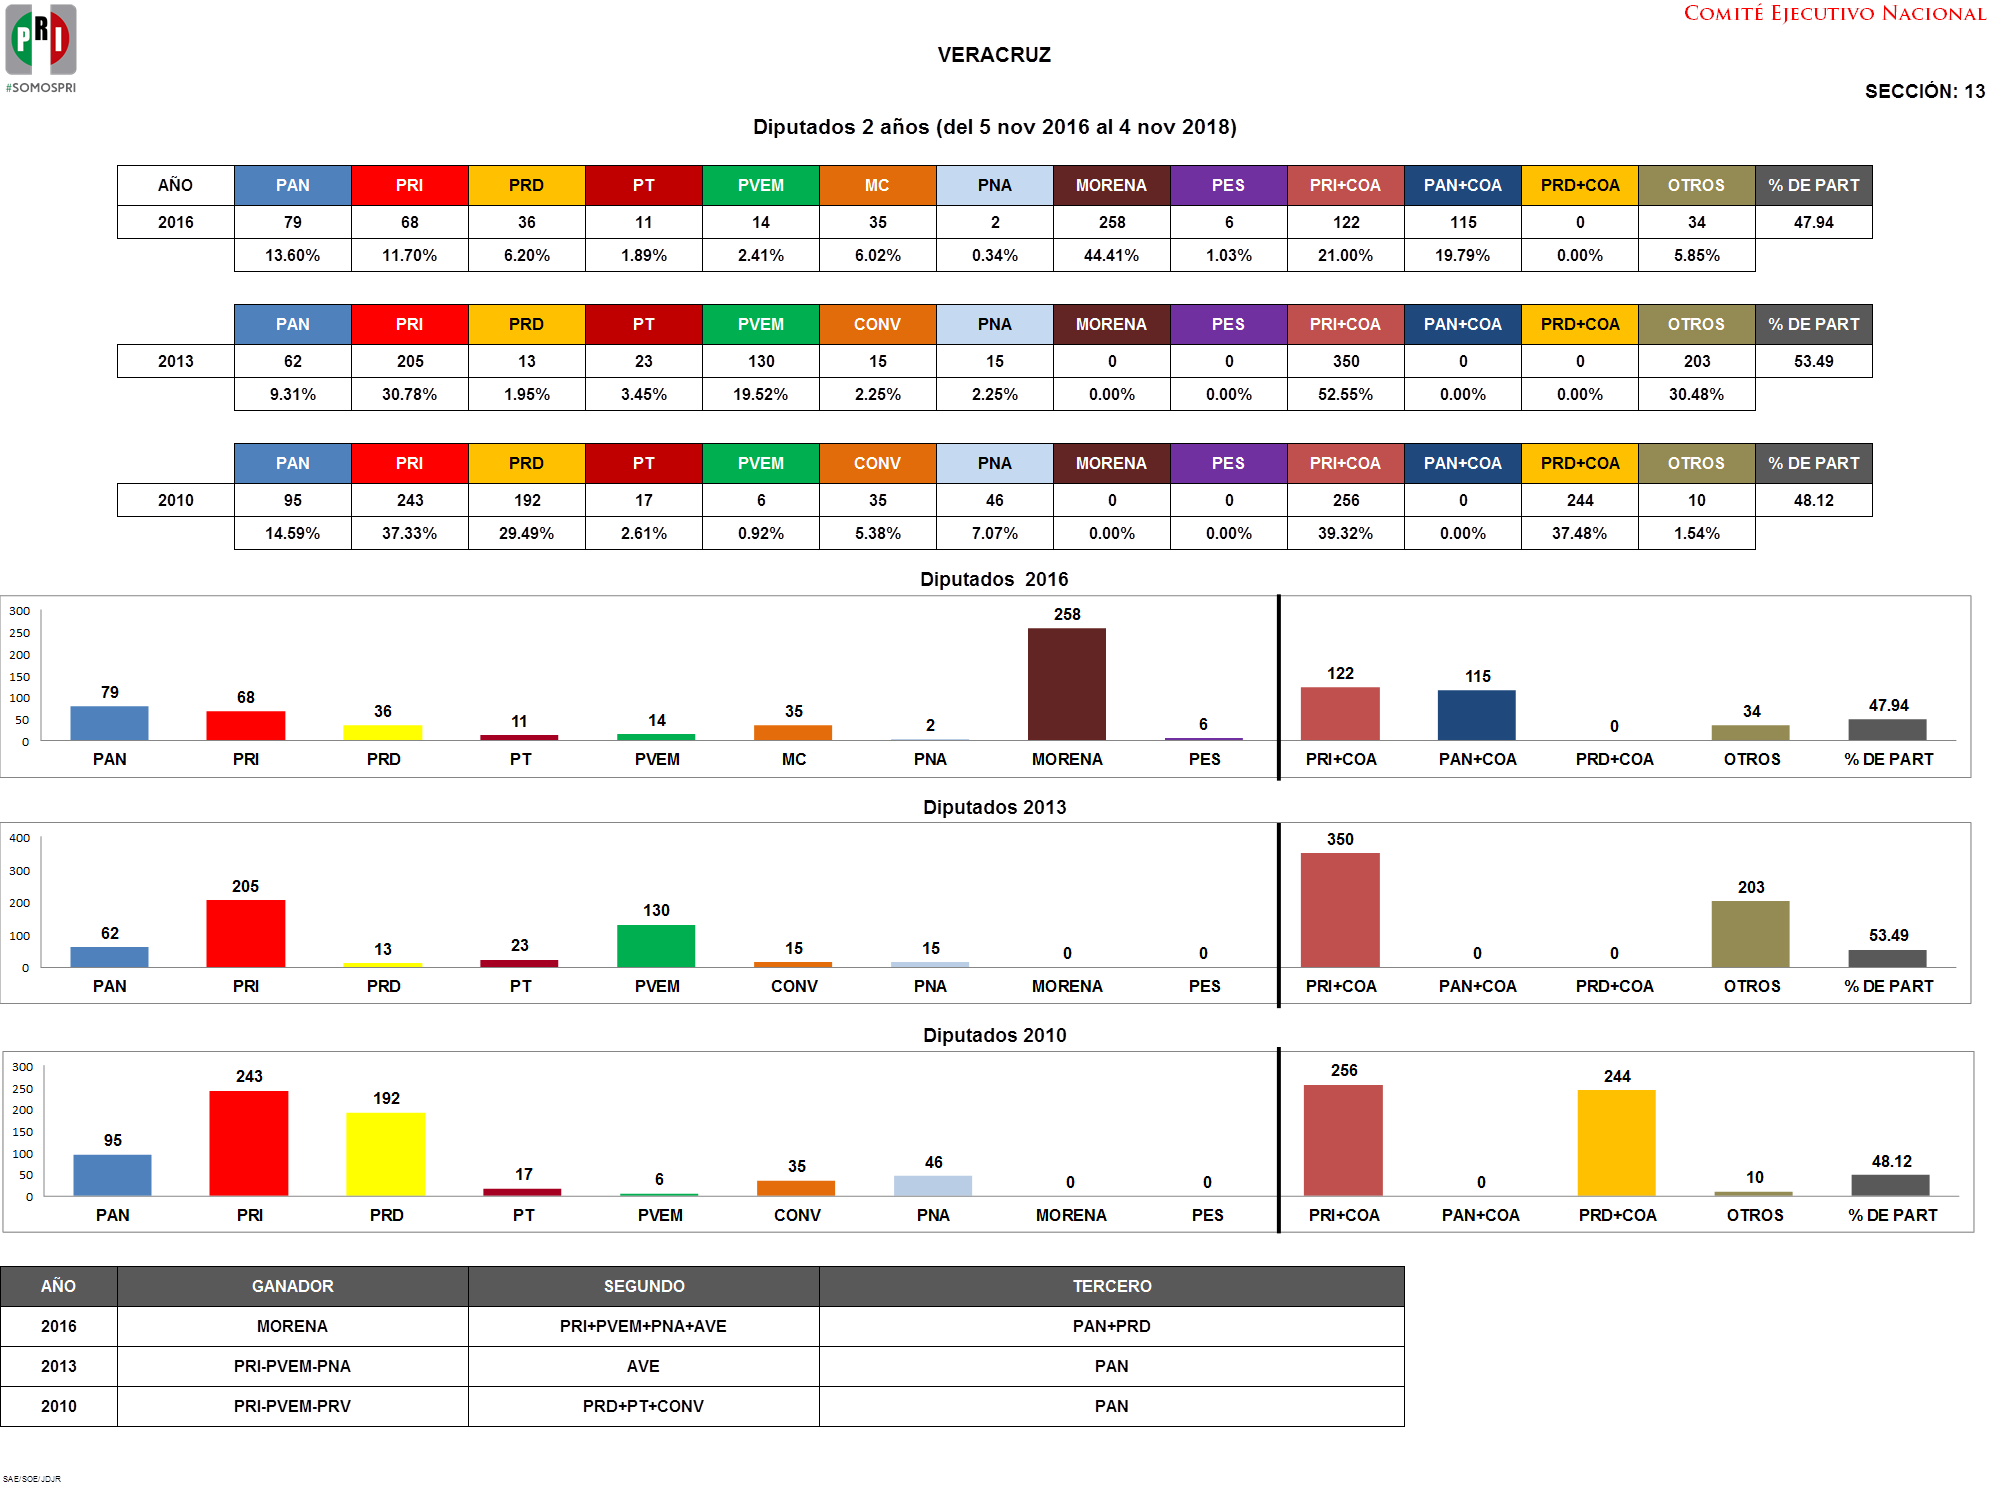 PRI
#SOMOSPRI
COMITÉ EJECUTIVO NACIONAL
VERACRUZ
SECCIÓN: 13
Diputados 2 años (del 5 nov 2016 al 4 nov 2018)
AÑO PAN PRI PRD PT PVEM MC PNA MORENA PES PRI+COA PAN+COA PRD+COA OTROS % DE PART
2016 79 68 36 11 14 35 2 258 6 122 115 0 34 47.94
13.60% 11.70% 6.20% 1.89% 2.41% 6.02% 0.34% 44.41% 1.03% 21.00% 19.79% 0.00% 5.85%
PAN PRI PRD PT PVEM CONV PNA MORENA PES PRI+COA PAN+COA PRD+COA OTROS % DE PART
2013 62 205 13 23 130 15 15 0 0 350 0 0 203 53.49
9.31% 30.78% 1.95% 3.45% 19.52% 2.25% 2.25% 0.00% 0.00% 52.55% 0.00% 0.00% 30.48%
PAN PRI PRD PT PVEM CONV PNA MORENA PES PRI+COA PAN+COA PRD+COA OTROS % DE PART
2010 95 243 192 17 6 35 46 0 0 256 0 244 10 48.12
14.59% 37.33% 29.49% 2.61% 0.92% 5.38% 7.07% 0.00% 0.00% 39.32% 0.00% 37.48% 1.54%
Diputados 2016
300
250
200
150
100
50
0
79 68 36 11 14 35 2 258 6 122 115 0 34 47.94
PAN PRI PRD PT PVEM MC PNA MORENA PES PRI+COA PAN+COA PRD+COA OTROS % DE PART
Diputados 2013
400
300
200
100
0
62 205 13 23 130 15 15 0 0 350 0 0 203 53.49
PAN PRI PRD PT PVEM CONV PNA MORENA PES PRI+COA PAN+COA PRD+COA OTROS % DE PART
Diputados 2010
300
250
200
150
100
50
0
95 243 192 17 6 35 46 0 0 256 0 244 10 48.12
PAN PRI PRD PT PVEM CONV PNA MORENA PES PRI+COA PAN+COA PRD+COA OTROS % DE PART
AÑO GANADOR SEGUNDO TERCERO
2016 MORENA PRI+PVEM+PNA+AVE PAN+PRD
2013 PRI-PVEM-PNA AVE PAN
2010 PRI-PVEM-PRV PRD+PT+CONV PAN
SAE/SOE/JDJR